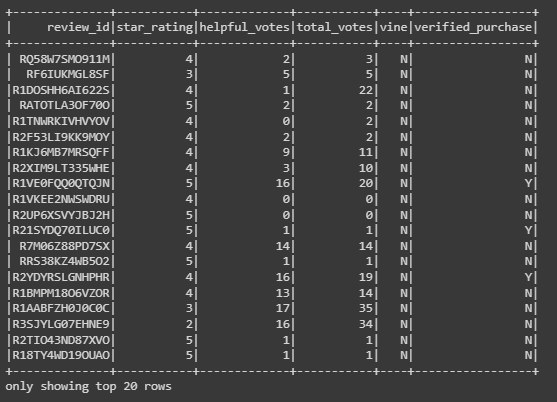 +--------------+-----------+-------------+-----------+----+-----------------+
|     review_id|star_rating|helpful_votes|total_votes|vine|verified_purchase|
+--------------+-----------+-------------+-----------+----+-----------------+
| RQ58W7SMO911M|          4|            2|          3|   N|                N|
| RF6IUKMGL8SF|          3|            5|          5|   N|                N|
|R1DOSHH6AI622S|          4|            1|         22|   N|                N|
| RATOTLA3OF70O|          5|            2|          2|   N|                N|
|R1TNWRKIVHVYOV|          4|            0|          2|   N|                N|
|R2F53LI9KK9MOY|          4|            2|          2|   N|                N|
|R1KJ6MB7MRSQFF|          4|            9|         11|   N|                N|
|R2XIM9LT335WHE|          4|            3|         10|   N|                N|
|R1VE0FQQ0QTQJN|          5|           16|         20|   N|                Y|
|R1VKEE2NWSWDRU|          4|            0|          0|   N|                N|
|R2UP6XSVYJBJ2H|          5|            0|          0|   N|                N|
|R21SYDQ70ILUC0|          5|            1|          1|   N|                Y|
| R7M06Z88PD7SX|          4|           14|         14|   N|                N|
| RRS38KZ4WB5O2|          5|            1|          1|   N|                N|
|R2YDYRSLGNHPHR|          4|           16|         19|   N|                Y|
|R1BMPM18O6VZOR|          4|           13|         14|   N|                N|
|R1AABFZH0J0C0C|          3|           17|         35|   N|                N|
|R3SJYLG07EHNE9|          2|           16|         34|   N|                N|
|R2TIO43ND87XVO|          5|            1|          1|   N|                N|
|R18TY4WD19OUAO|          5|            1|          1|   N|                N|
+--------------+-----------+-------------+-----------+----+-----------------+
only showing top 20 rows